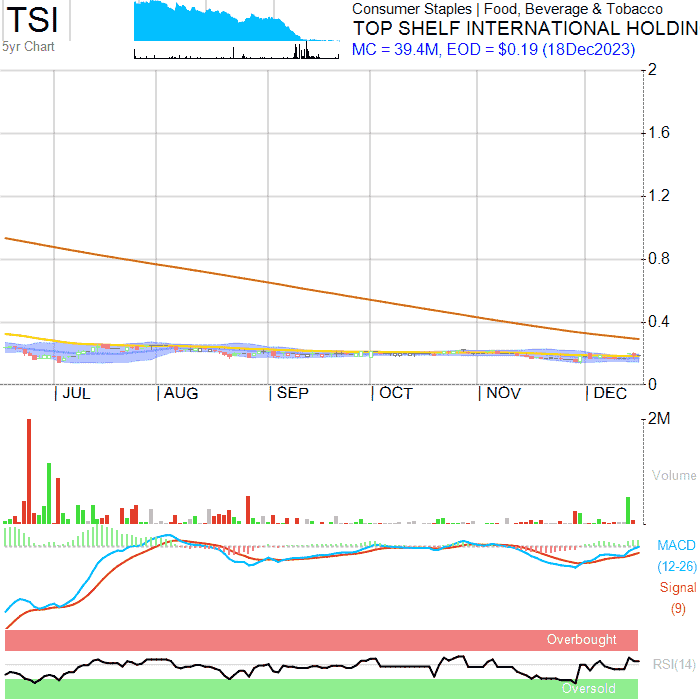 TSI
5yr Chart
Consumer Staples | Food, Beverage & Tobacco
TOP SHELF INTERNATIONAL HOLDIN
MC = 39.4M, EOD = $0.19 (18Dec2023)
2
1.6
1.2
0.8
0.4
0
| JUL | AUG | SEP | OCT | NOV | DEC
2M
Volume
MACD
(12-26)
Signal
(9)
Overbought
RSI(14)
Oversold